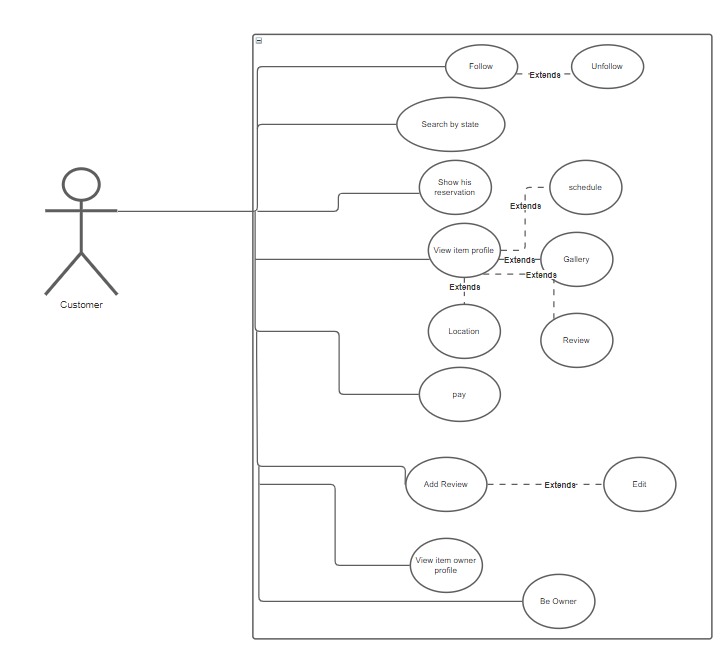 Follow
Extends
Unfollow
Search by state
Show his
reservation
schedule
Extends
View item profile
Extends
Gallery
Extends
Extends
Customer
Location
Review
pay
Add Review
Extends
Edit
View item owner
profile
Be Owner